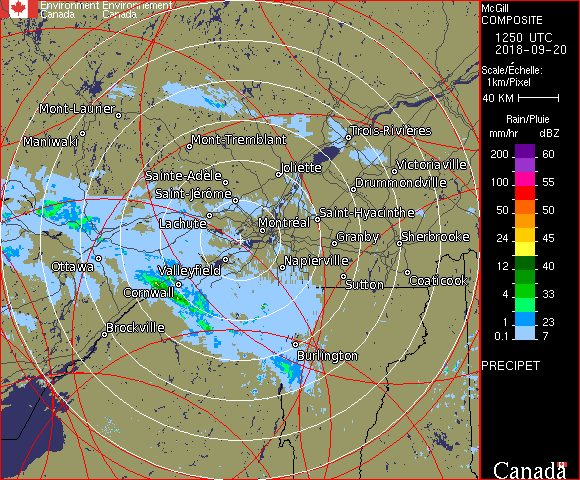 Environment Environnement
Canada Canada
McGill
COMPOSITE
1250 UTC
2018-09-20
Scale/Échelle:
1km/Pixel
40 KM
Rain/Pluie
mm/hr dBZ
200 60
100 55
50 50
24 45
12 40
4 33
1 23
0.1 7
PRECIPET
Canada
Mont-Laurier
Maniwaki
Mont-Tremblant
Trois-Rivières
Sainte-Adèle
Joliette
Victoriaville
Saint-Jérôme
Drummondville
Lachute
Montréal
Saint-Hyacinthe
Granby
Sherbrooke
Ottawa
Valleyfield
Napierville
Cornwall
Sutton
Coaticook
Brockville
Burlington